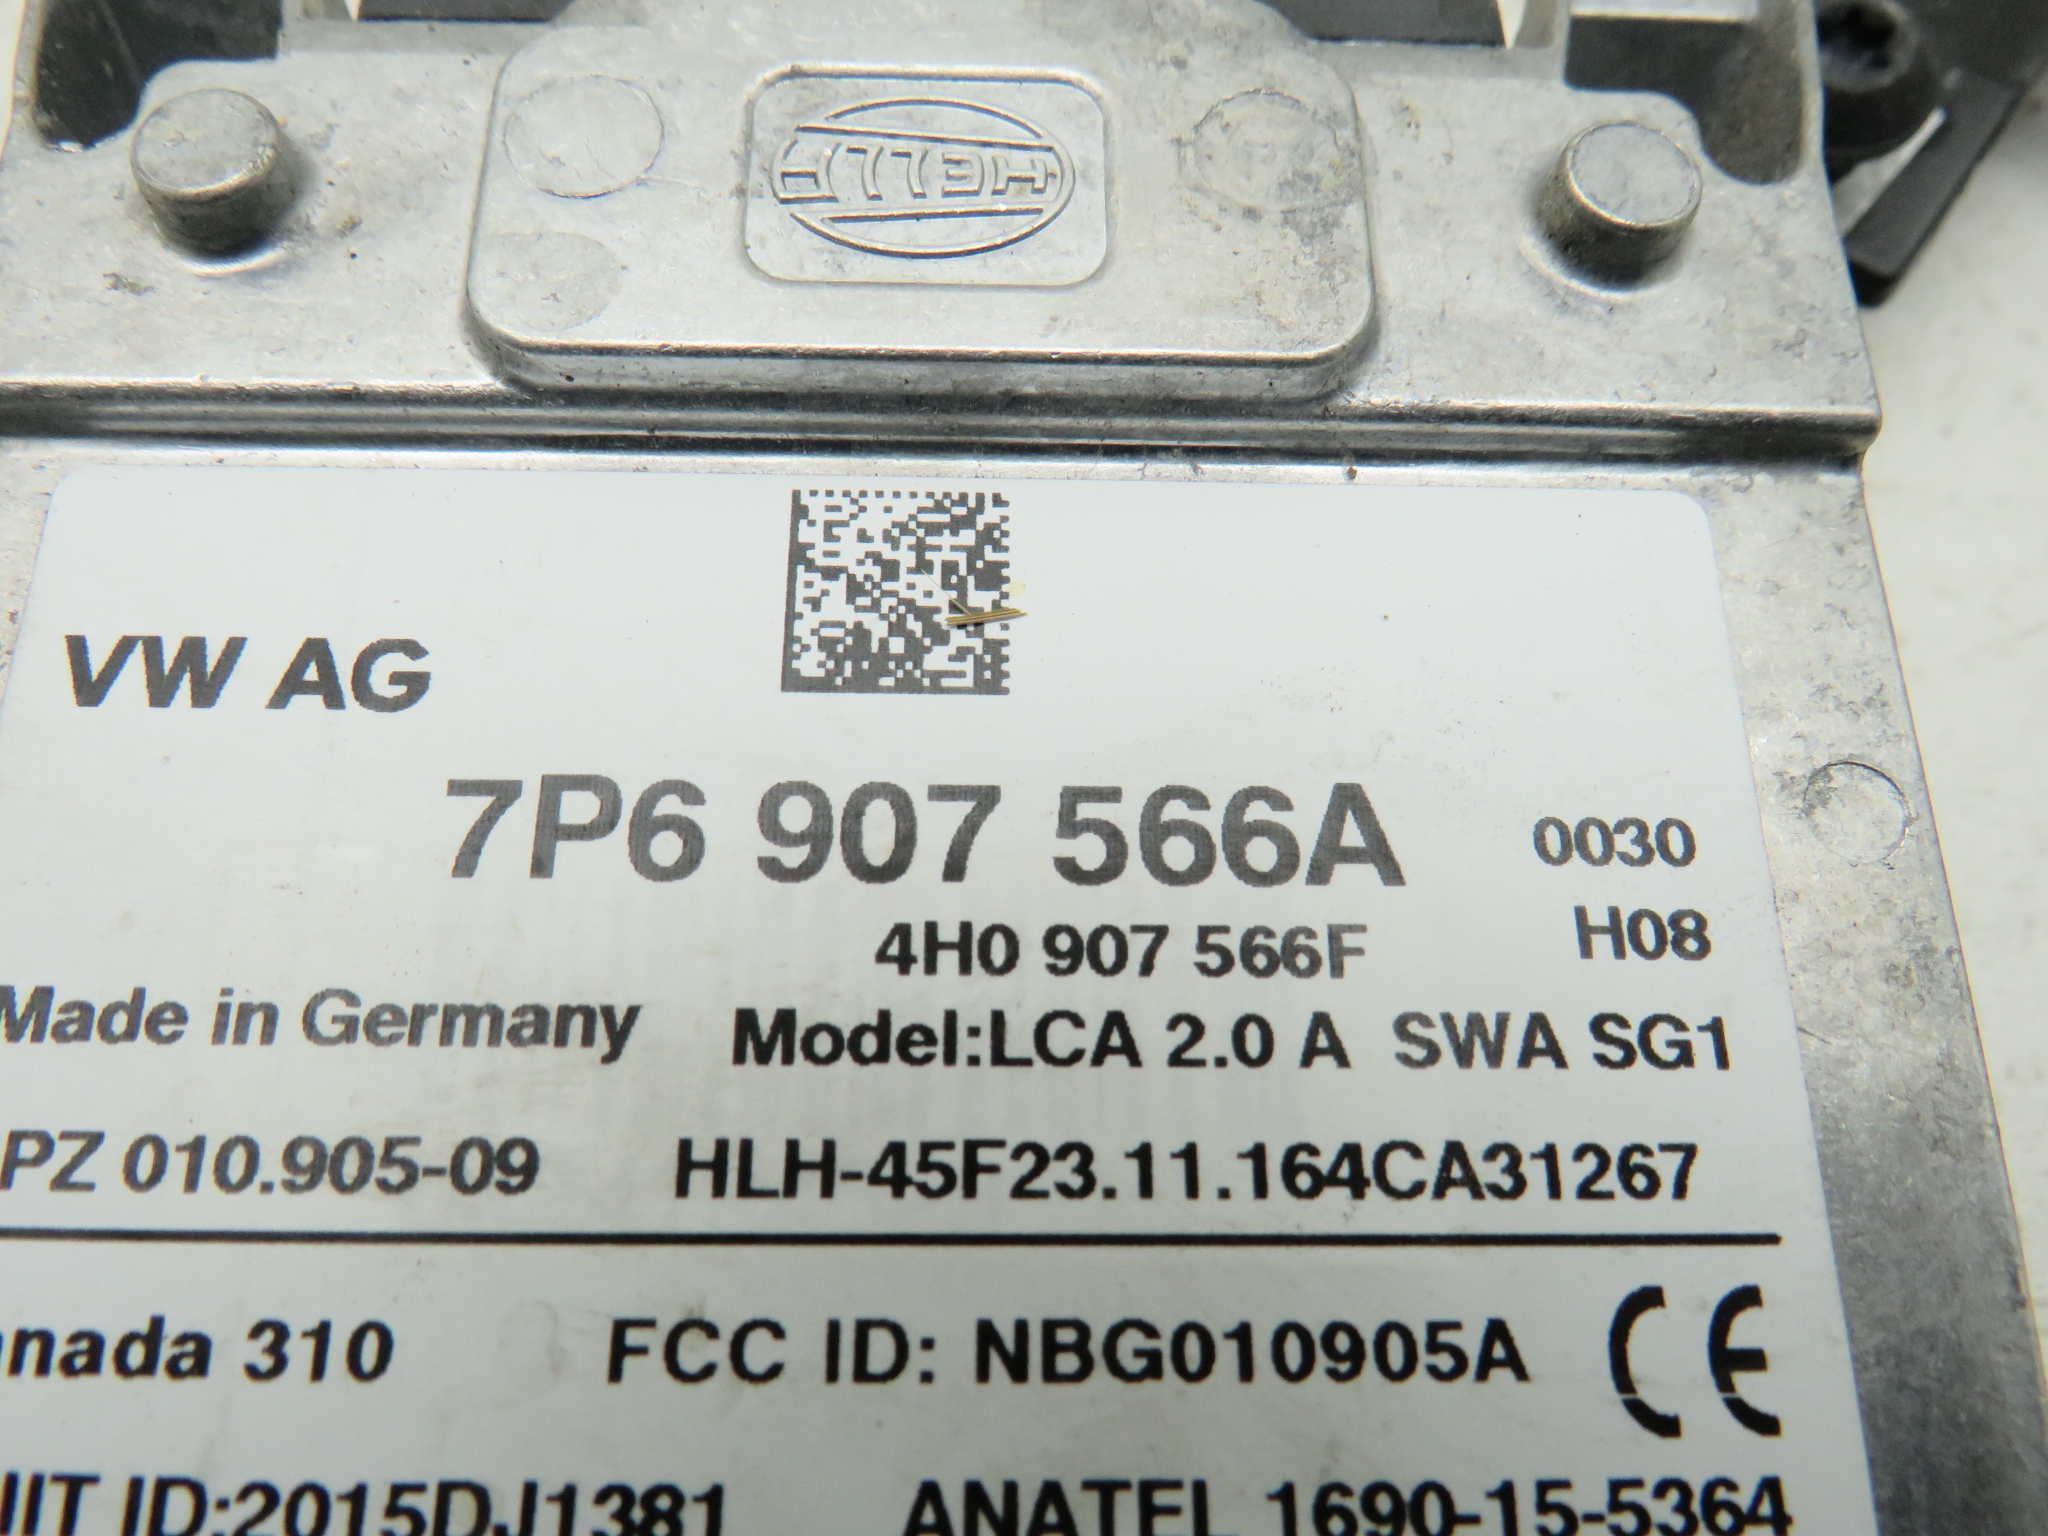 HELLA
VW AG
7P6 907 566A 0030
4H0 907 566F H08
Made in Germany Model:LCA 2.0 A SWA SG1
PZ 010.905-09 HLH-45F23.11.164CA31267
nada 310 FCC ID: NBG010905A CE
IIT ID:2015DJ1381 ANATEL 1690-15-5364